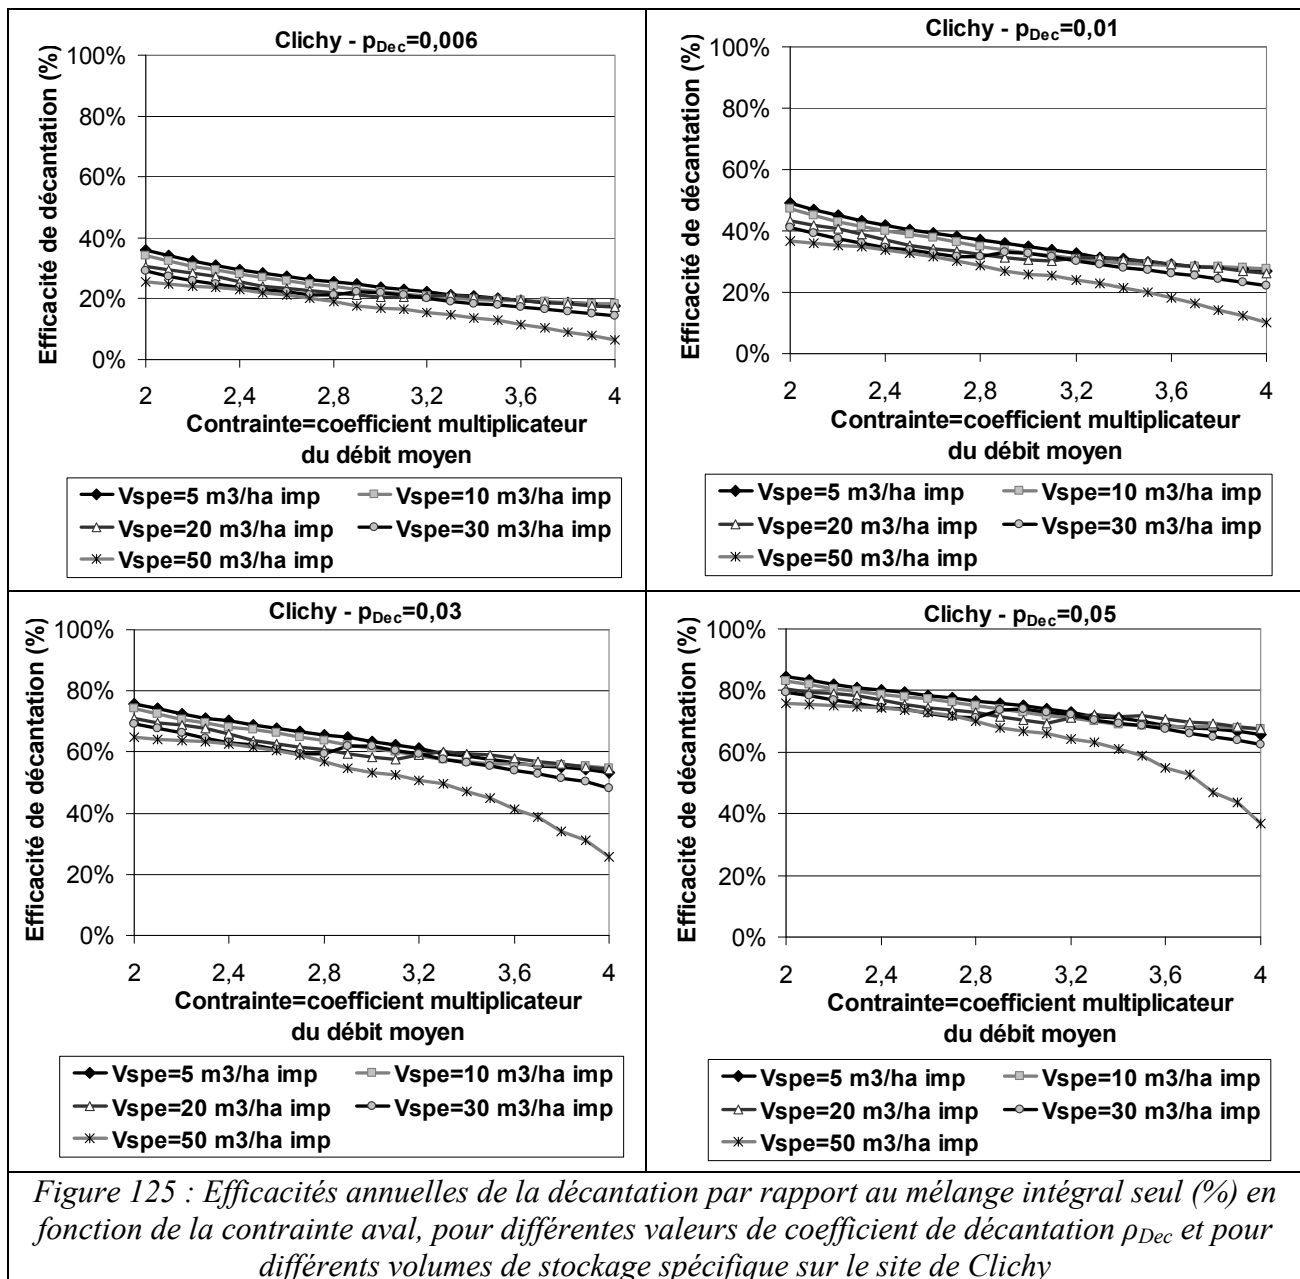 Clichy - pDec=0,006
Efficacité de décantation (%)
100%
80%
60%
40%
20%
0%
2 2,4 2,8 3,2 3,6 4
Contrainte=coefficient multiplicateur
du débit moyen
Vspe=5 m3/ha imp Vspe=10 m3/ha imp
Vspe=20 m3/ha imp Vspe=30 m3/ha imp
Vspe=50 m3/ha imp
Clichy - pDec=0,01
Efficacité de décantation (%)
100%
80%
60%
40%
20%
0%
2 2,4 2,8 3,2 3,6 4
Contrainte=coefficient multiplicateur
du débit moyen
Vspe=5 m3/ha imp Vspe=10 m3/ha imp
Vspe=20 m3/ha imp Vspe=30 m3/ha imp
Vspe=50 m3/ha imp
Clichy - pDec=0,03
Efficacité de décantation (%)
100%
80%
60%
40%
20%
0%
2 2,4 2,8 3,2 3,6 4
Contrainte=coefficient multiplicateur
du débit moyen
Vspe=5 m3/ha imp Vspe=10 m3/ha imp
Vspe=20 m3/ha imp Vspe=30 m3/ha imp
Vspe=50 m3/ha imp
Clichy - pDec=0,05
Efficacité de décantation (%)
100%
80%
60%
40%
20%
0%
2 2,4 2,8 3,2 3,6 4
Contrainte=coefficient multiplicateur
du débit moyen
Vspe=5 m3/ha imp Vspe=10 m3/ha imp
Vspe=20 m3/ha imp Vspe=30 m3/ha imp
Vspe=50 m3/ha imp
Figure 125 : Efficacités annuelles de la décantation par rapport au mélange intégral seul (%) en
fonction de la contrainte aval, pour différentes valeurs de coefficient de décantation ρDec et pour
différents volumes de stockage spécifique sur le site de Clichy